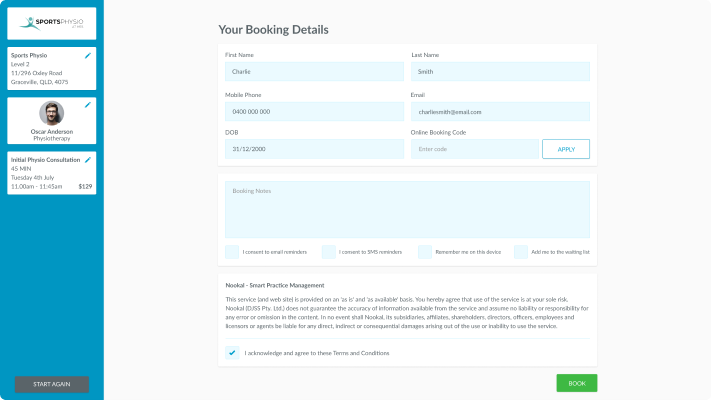 SPORTSPHYSIO
Sports Physio
Level 2
11/296 Oxley Road
Graceville, QLD, 4075
Oscar Anderson
Physiotherapy
Initial Physio Consultation
45 MIN
Tuesday 4th July
11.00am - 11:45am $129
START AGAIN
Your Booking Details
First Name Last Name
Charlie Smith
Mobile Phone Email
0400 000 000 charliesmith@email.com
DOB Online Booking Code
31/12/2000 Enter code APPLY
Booking Notes
I consent to email reminders I consent to SMS reminders Remember me on this device Add me to the waiting list
Nookal - Smart Practice Management
This service (and web site) is provided on an 'as is' and 'as available' basis. You hereby agree that use of the service is at your sole risk.
Nookal (DJSS Pty. Ltd.) does not guarantee the accuracy of information available from the service and assume no liability or responsibility for
any error or omission in the content. In no event shall Nookal, its subsidiaries, affiliates, shareholders, directors, officers, employees and
licensors or agents be liable for any direct, indirect or consequential damages arising out of the use or inability to use the service.
I acknowledge and agree to these Terms and Conditions
BOOK